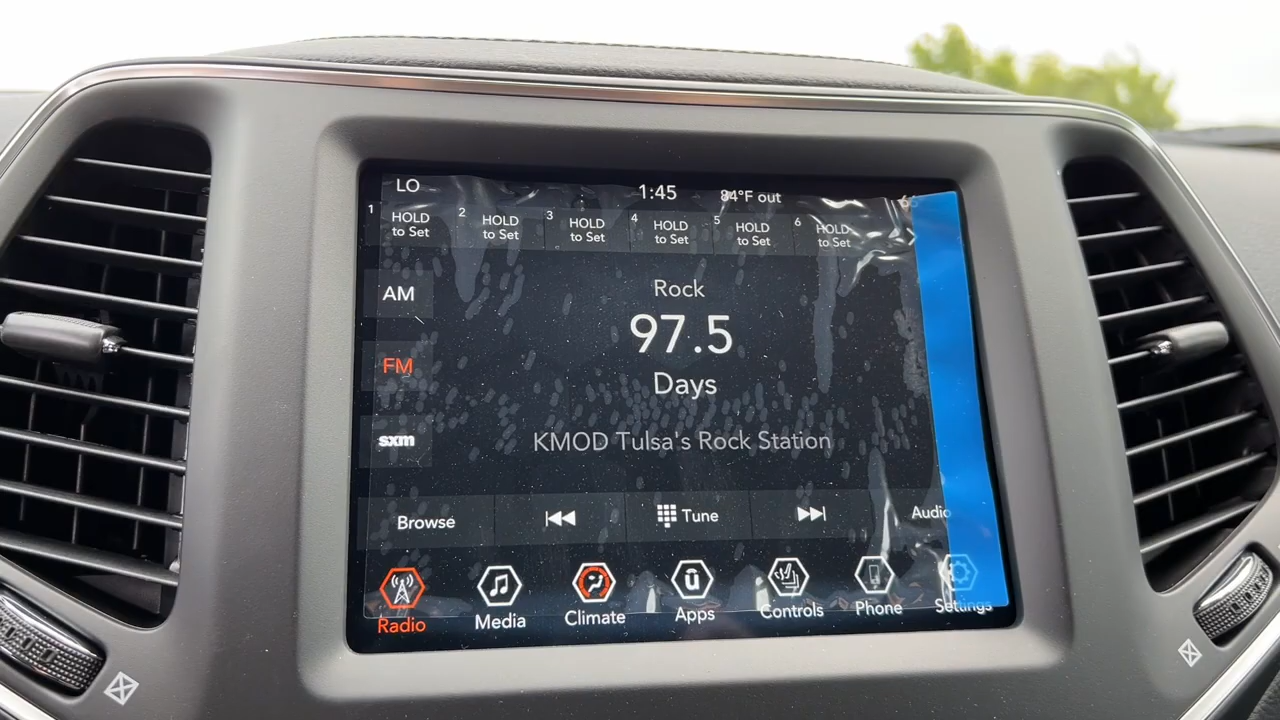 LO 1:45 84°F out 66
1 HOLD to Set 2 HOLD to Set 3 HOLD to Set 4 HOLD to Set 5 HOLD to Set 6 HOLD to Set
Rock
AM
97.5
FM
Days
sxm
KMOD Tulsa's Rock Station
Browse Tune Audio
Radio Media Climate Apps Controls Phone Settings